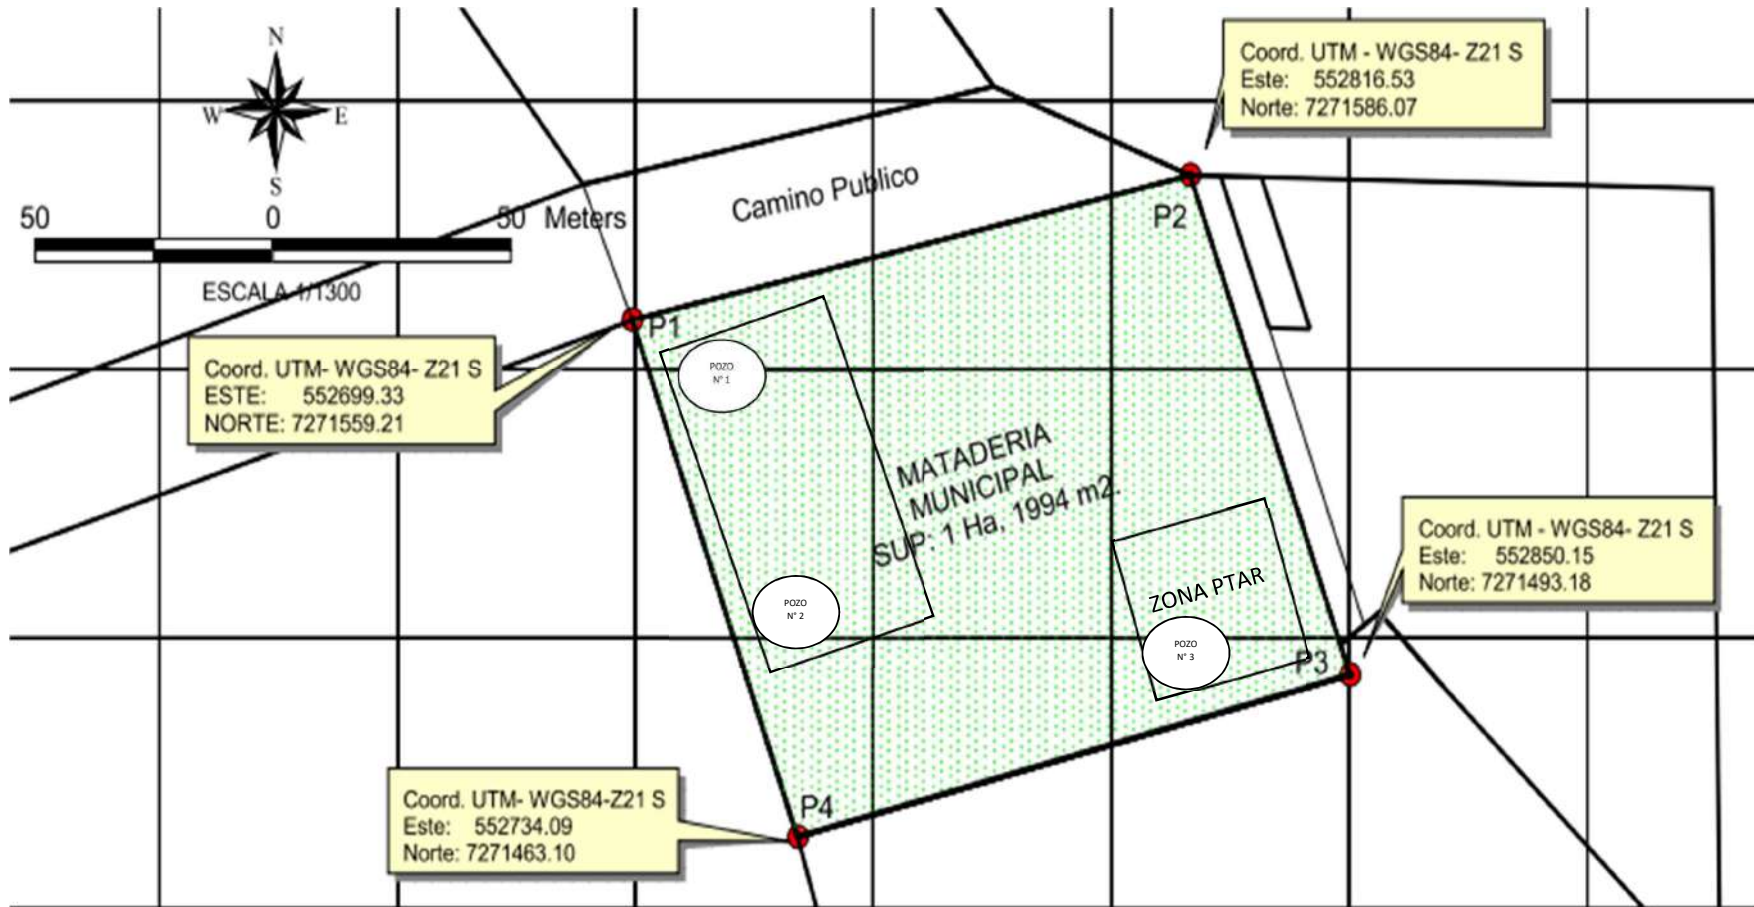 N
W E
S
50 0 50 Meters
ESCALA 1/1300
Coord. UTM - WGS84- Z21 S
Este: 552816.53
Norte: 7271586.07
Camino Publico
P2
P1
Coord. UTM- WGS84- Z21 S
ESTE: 552699.33
NORTE: 7271559.21
POZO
N° 1
MATADERIA
MUNICIPAL
SUP: 1 Ha, 1994 m2.
Coord. UTM - WGS84- Z21 S
Este: 552850.15
Norte: 7271493.18
ZONA PTAR
POZO
N° 2
POZO
N° 3
P3
P4
Coord. UTM- WGS84-Z21 S
Este: 552734.09
Norte: 7271463.10